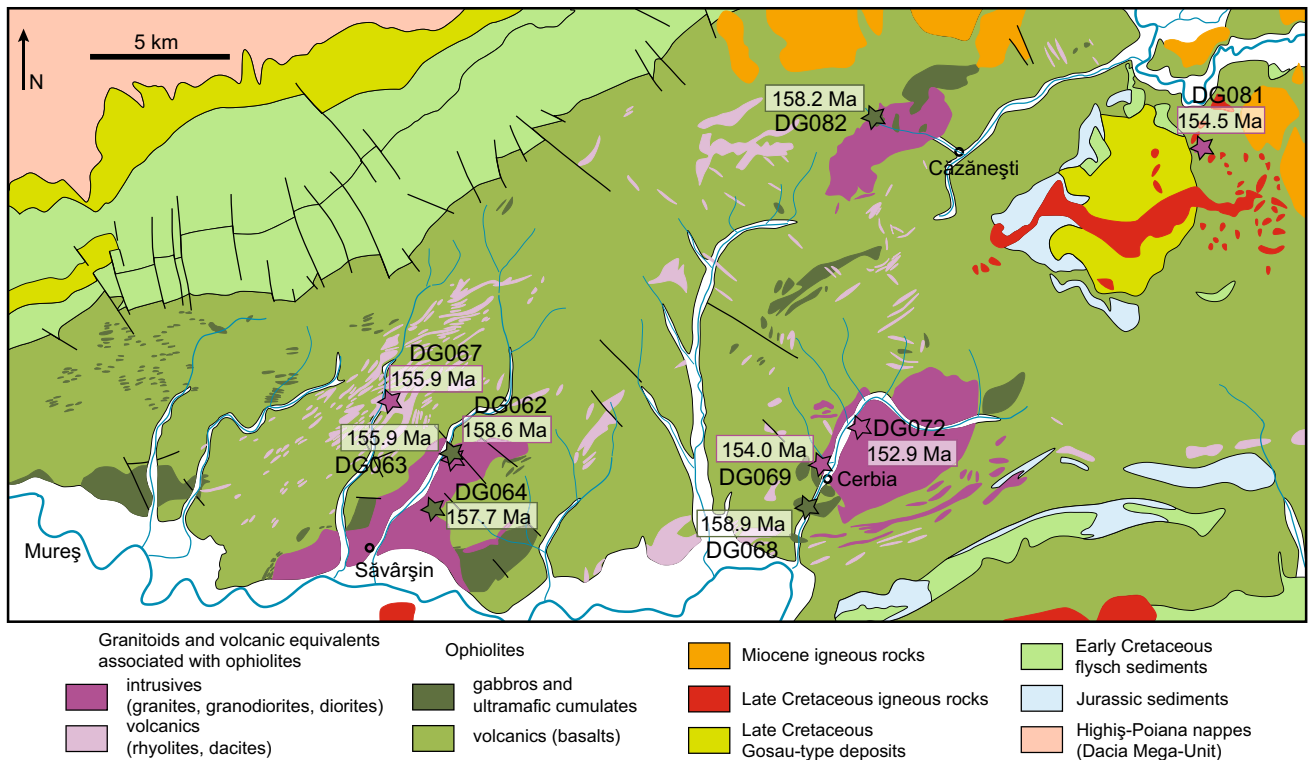 5 km
N
158.2 Ma
DG082
DG081
154.5 Ma
Căzăneşti
DG067
155.9 Ma
DG062
158.6 Ma
155.9 Ma
DG063
DG064
157.7 Ma
DG072
152.9 Ma
154.0 Ma
DG069
Cerbia
158.9 Ma
DG068
Mureş
Săvârşin
Granitoids and volcanic equivalents
associated with ophiolites
intrusives
(granites, granodiorites, diorites)
volcanics
(rhyolites, dacites)
Ophiolites
gabbros and
ultramafic cumulates
volcanics (basalts)
Miocene igneous rocks
Late Cretaceous igneous rocks
Late Cretaceous
Gosau-type deposits
Early Cretaceous
flysch sediments
Jurassic sediments
Highiş-Poiana nappes
(Dacia Mega-Unit)